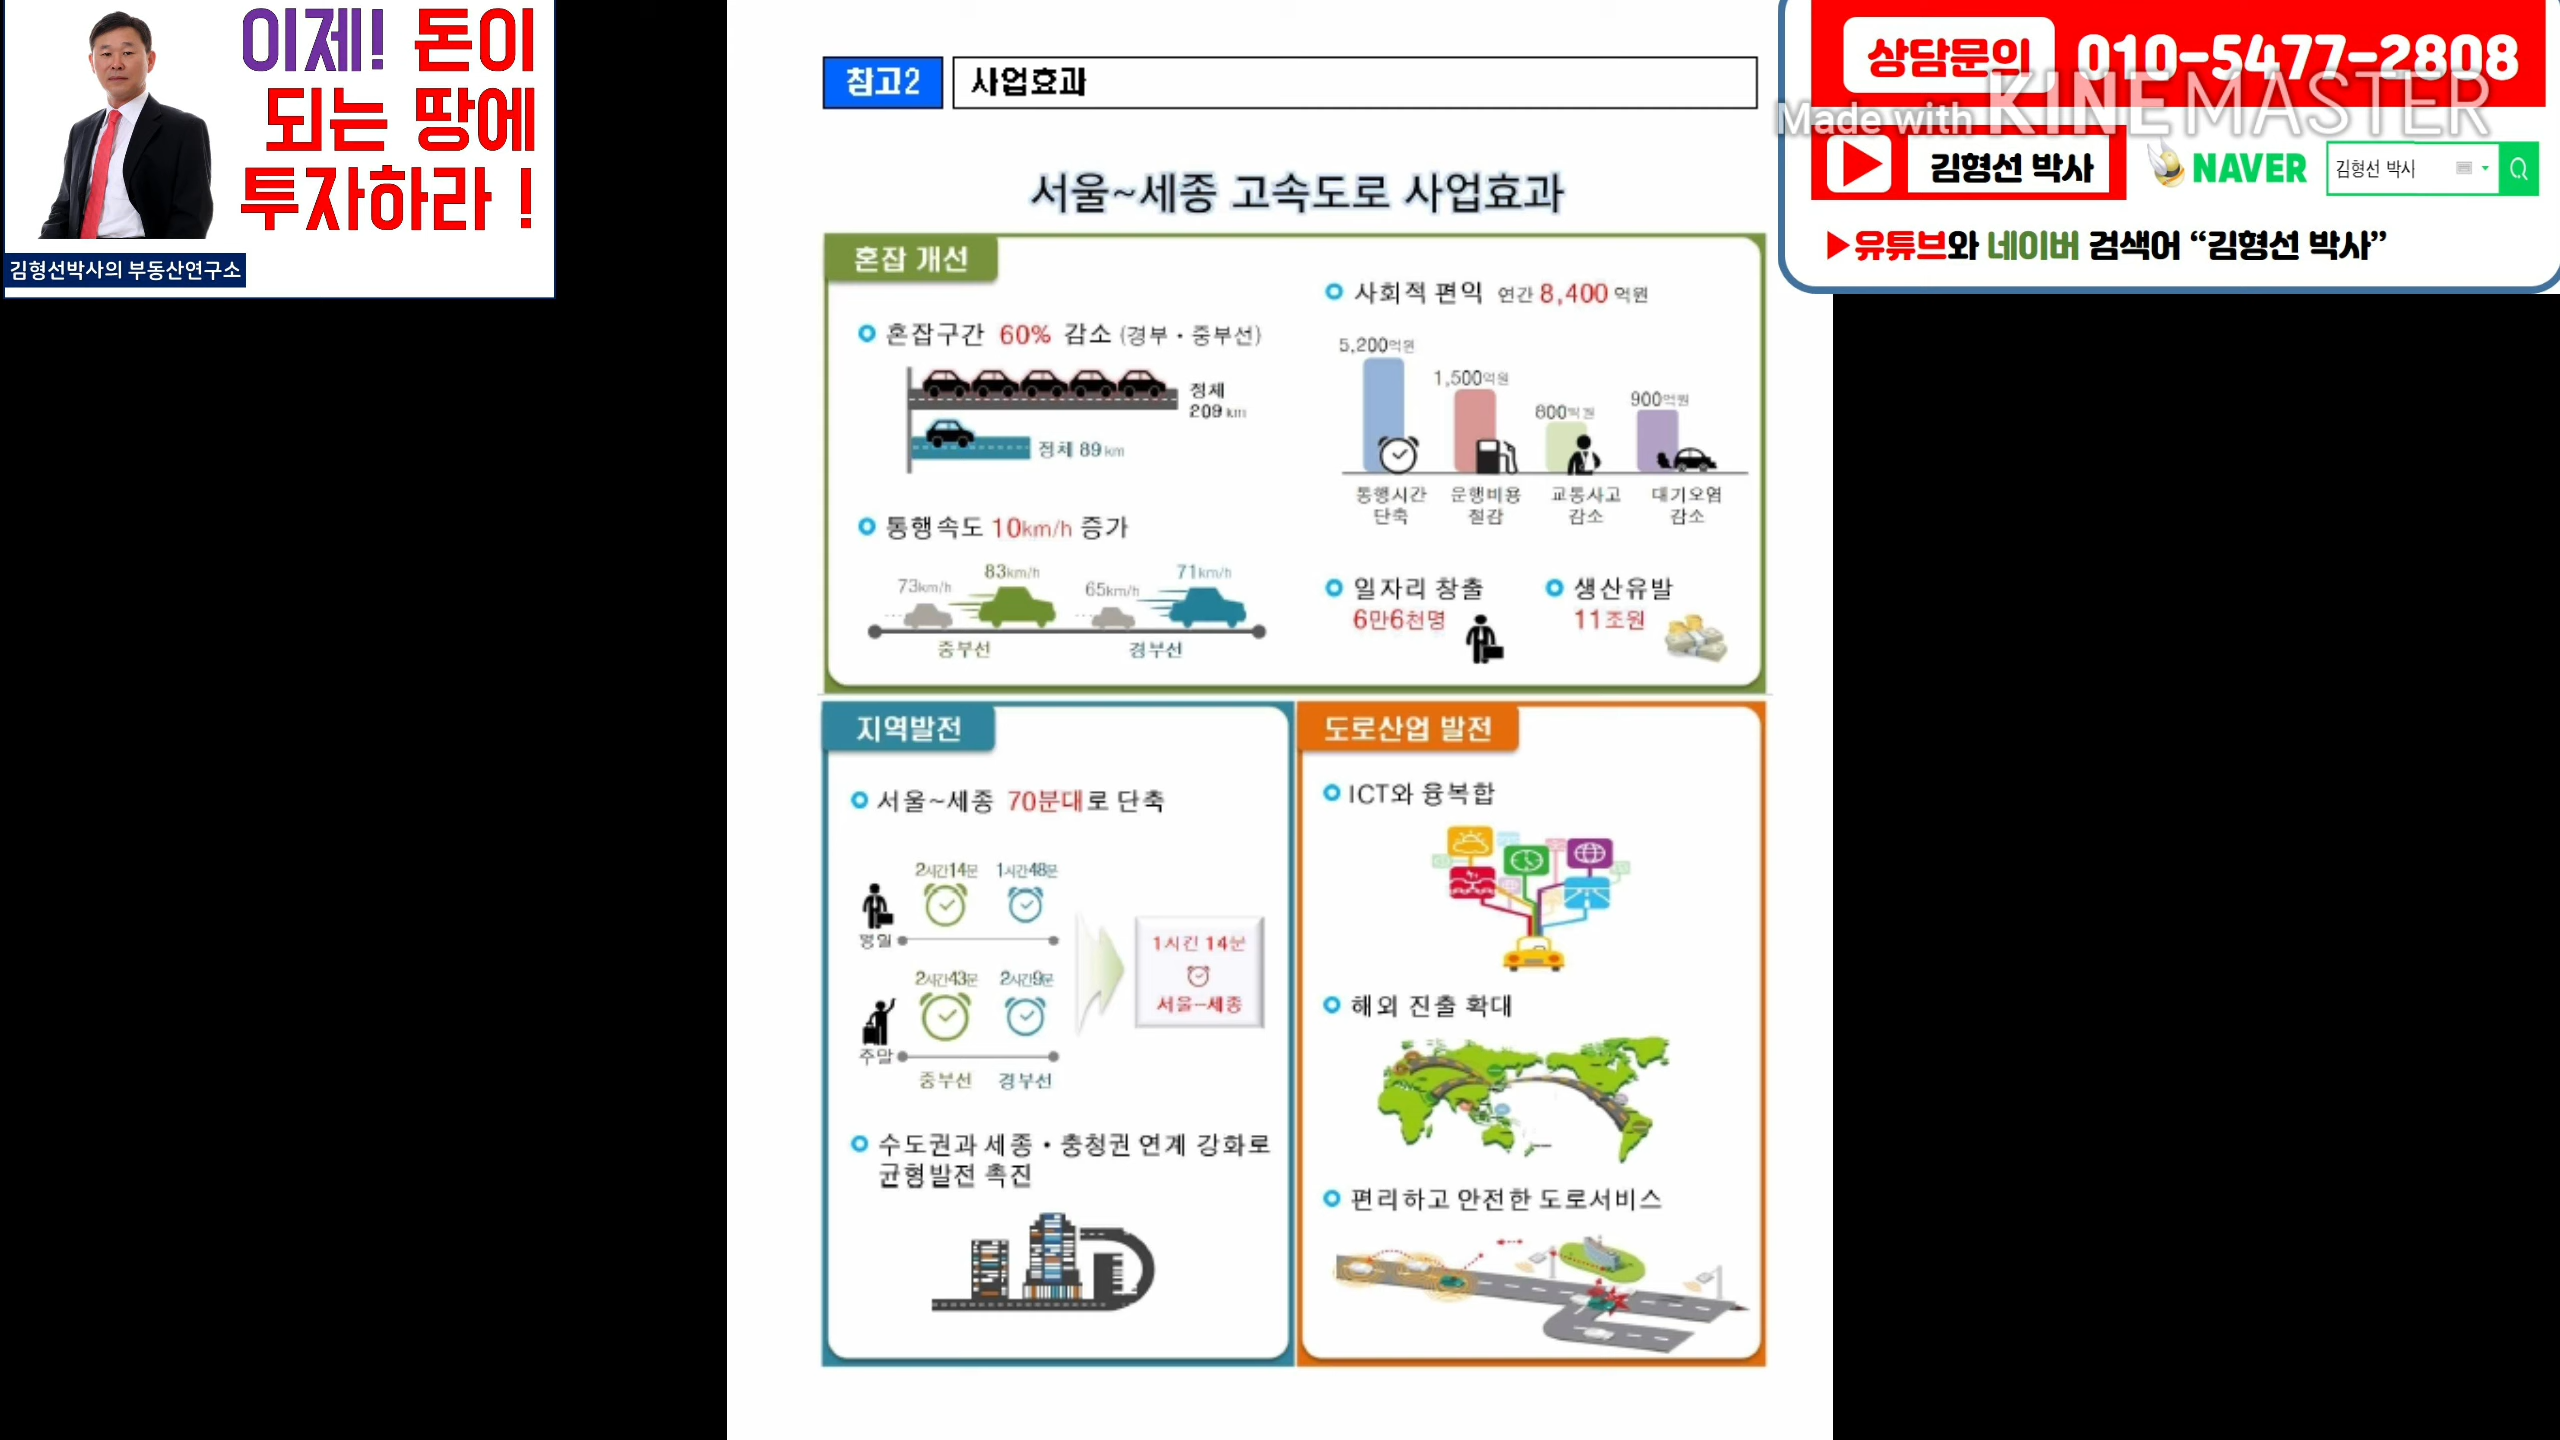 이제! 돈이
되는 땅에
투자하라 !
김형선박사의 부동산연구소
상담문의 010-5477-2808
Made with KINEMASTER
김형선 박사
NAVER
김형선 박사
▶유튜브와 네이버 검색어 “김형선 박사”
참고2 사업효과
서울~세종 고속도로 사업효과
혼잡 개선
혼잡구간 60% 감소 (경부・중부선)
정체
209 km
정체 89 km
통행속도 10km/h 증가
73km/h 83km/h 65km/h 71km/h
중부선 경부선
사회적 편익 연간 8,400 억원
5,200억원
1,500억원
800억원
900억원
통행시간 단축
운행비용 절감
교통사고 감소
대기오염 감소
일자리 창출
6만6천명
생산유발
11조원
지역발전
서울~세종 70분대로 단축
2시간14분 1시간48분
평일
2시간43분 2시간9분
주말
중부선 경부선
1시간 14분
서울~세종
수도권과 세종・충청권 연계 강화로
균형발전 촉진
도로산업 발전
ICT와 융복합
해외 진출 확대
편리하고 안전한 도로서비스